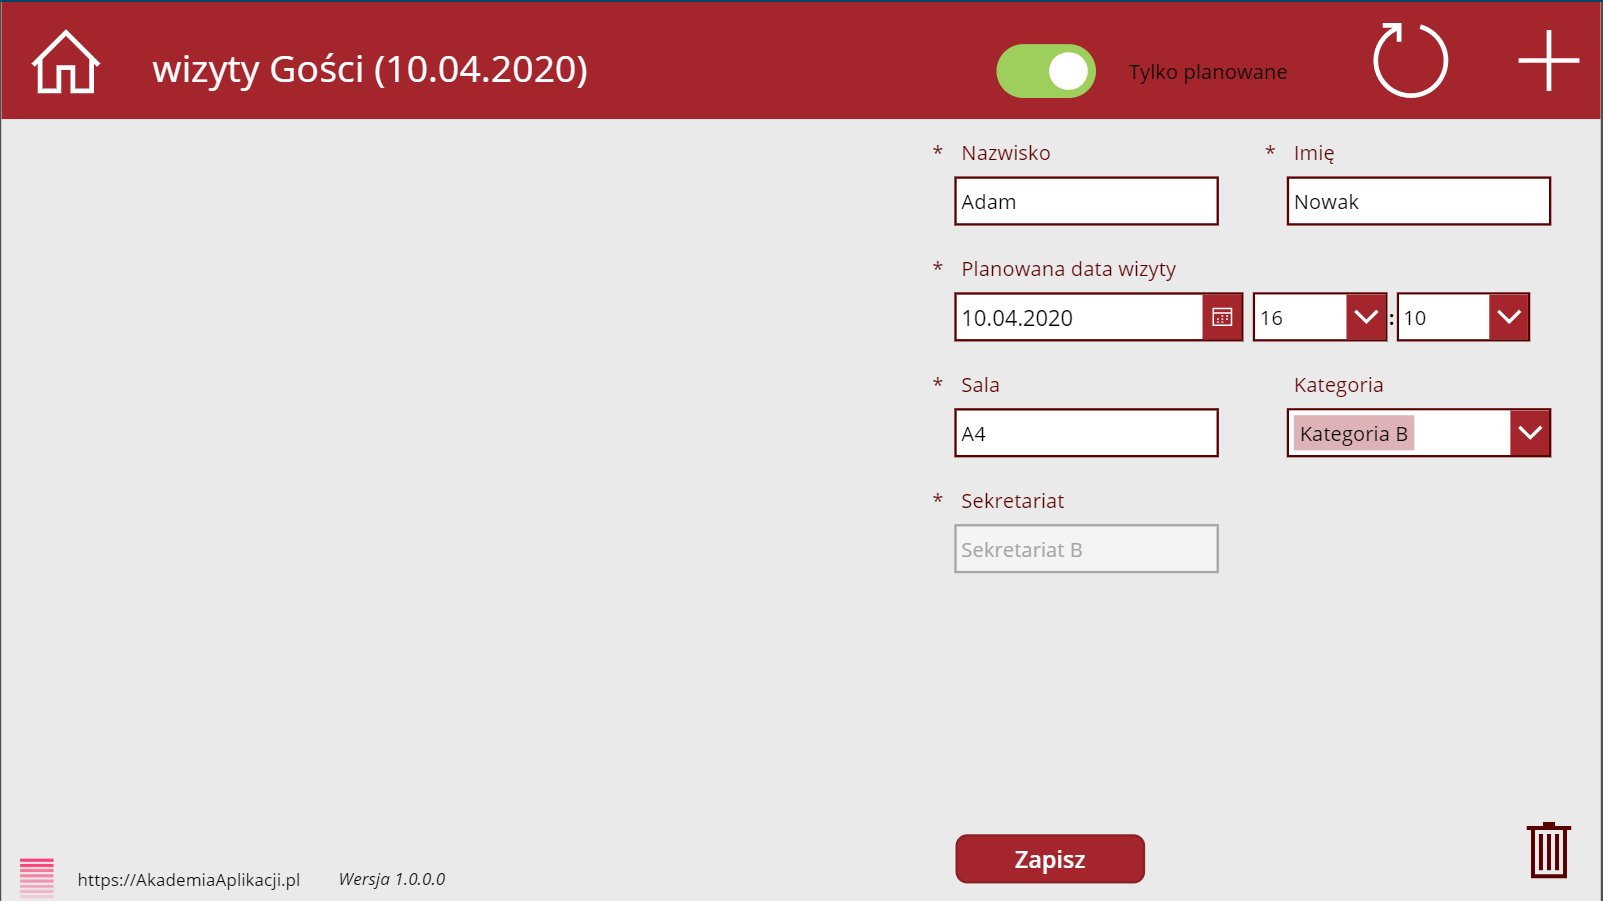 wizyty Gości (10.04.2020)
Tylko planowane
* Nazwisko * Imię
Adam Nowak
* Planowana data wizyty
10.04.2020 16 : 10
* Sala Kategoria
A4 Kategoria B
* Sekretariat
Sekretariat B
Zapisz
https://AkademiaAplikacji.pl Wersja 1.0.0.0